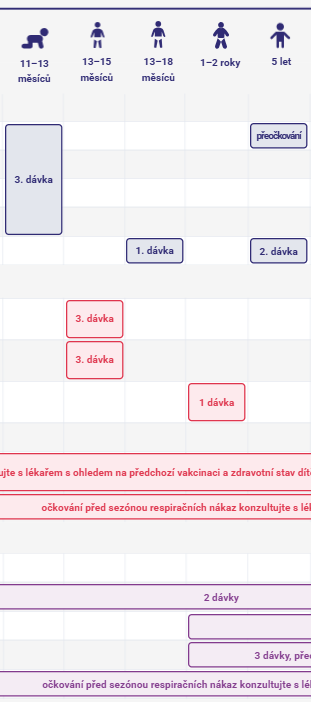 11–13 měsíců
13–15 měsíců
13–18 měsíců
1–2 roky
5 let
přeočkování
3. dávka
1. dávka
2. dávka
3. dávka
3. dávka
1 dávka
ujte s lékařem s ohledem na předchozí vakcinaci a zdravotní stav dít
očkování před sezónou respiračních nákaz konzultujte s lék
2 dávky
3 dávky, pře
očkování před sezónou respiračních nákaz konzultujte s lék